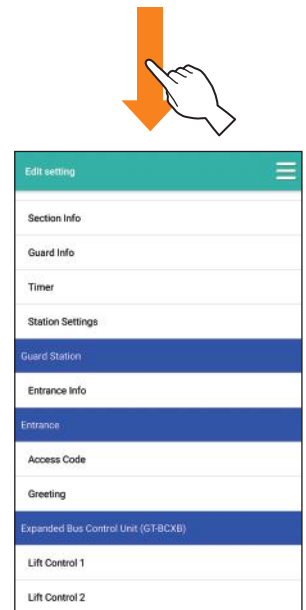 Edit setting
Section Info
Guard Info
Timer
Station Settings
Guard Station
Entrance Info
Entrance
Access Code
Greeting
Expanded Bus Control Unit (GT-BCXB)
Lift Control 1
Lift Control 2